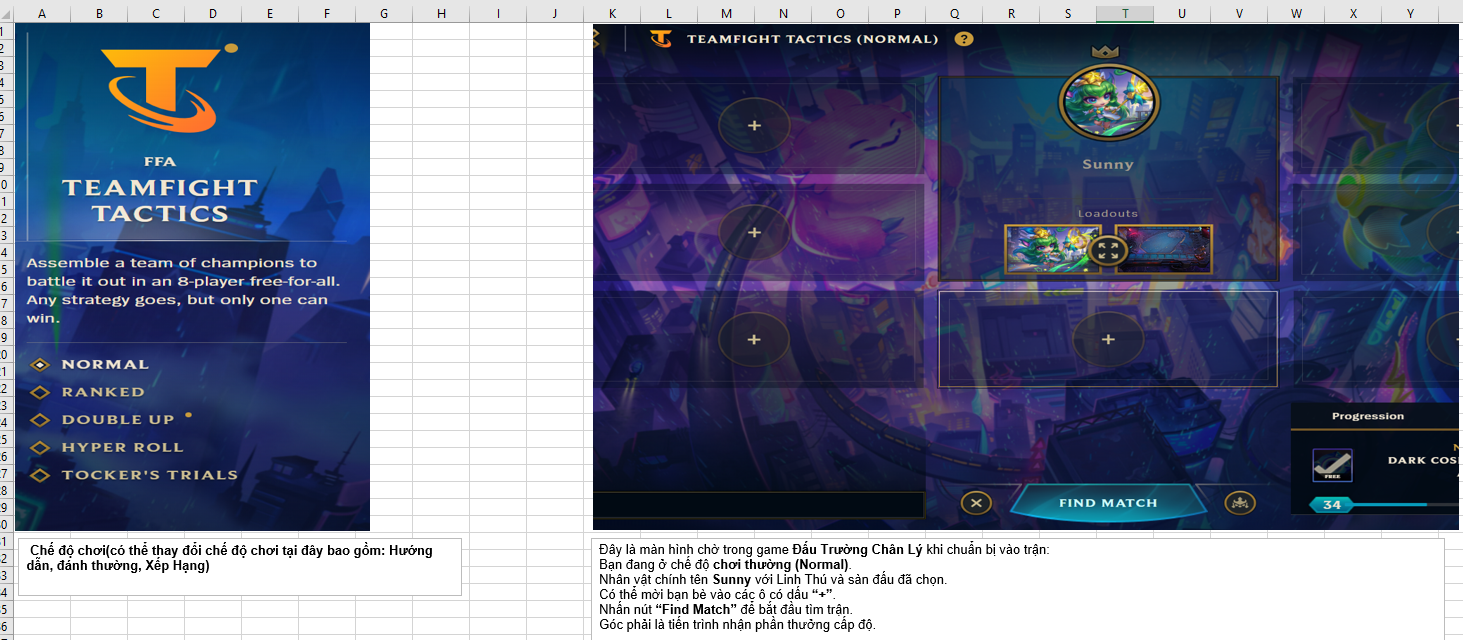 A B C D E F G H I J K L M N O P Q R S T U V W X Y
FFA
TEAMFIGHT
TACTICS
Assemble a team of champions to
battle it out in an 8-player free-for-all.
Any strategy goes, but only one can
win.
NORMAL
RANKED
DOUBLE UP
HYPER ROLL
TOCKER'S TRIALS
Chế độ chơi(có thể thay đổi chế độ chơi tại đây bao gồm: Hướng
dẫn, đánh thường, Xếp Hạng)
TEAMFIGHT TACTICS (NORMAL) ?
Sunny
Loadouts
Progression
DARK
FREE
34
FIND MATCH
Đây là màn hình chờ trong game Đấu Trường Chân Lý khi chuẩn bị vào trận:
Bạn đang ở chế độ chơi thường (Normal).
Nhân vật chính tên Sunny với Linh Thú và sàn đấu đã chọn.
Có thể mời bạn bè vào các ô có dấu “+”.
Nhấn nút “Find Match” để bắt đầu tìm trận.
Góc phải là tiến trình nhận phần thưởng cấp độ.